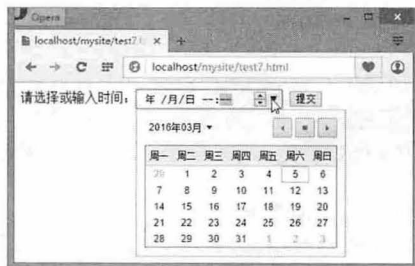 Opera
localhost/mysite/test7.h
localhost/mysite/test7.html
请选择或输入时间： 年 /月/日 --:-- 提交
2016年03月
周一 周二 周三 周四 周五 周六 周日
29 1 2 3 4 5 6
7 8 9 10 11 12 13
14 15 16 17 18 19 20
21 22 23 24 25 26 27
28 29 30 31 1 2 3